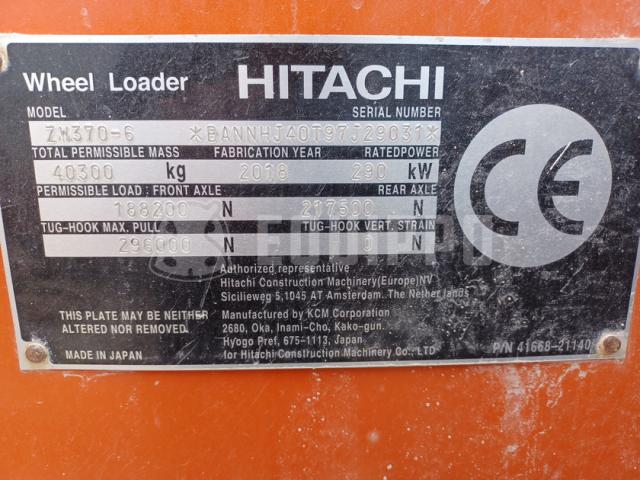 Wheel Loader HITACHI
MODEL SERIAL NUMBER
ZW370-6 *BANNHJ40T97J29031*
TOTAL PERMISSIBLE MASS FABRICATION YEAR RATEDPOWER
40300 kg 2018 290 kW
PERMISSIBLE LOAD : FRONT AXLE REAR AXLE
188200 N 217500 N
TUG-HOOK MAX. PULL TUG-HOOK VERT. STRAIN
296000 N 0 N
CE
EQUIPPO
Authorized representative
Hitachi Construction Machinery(Europe)NV
Sicilieweg 5,1045 AT Amsterdam. The Netherlands
THIS PLATE MAY BE NEITHER
ALTERED NOR REMOVED.
MADE IN JAPAN
Manufactured by KCM Corporation
2680, Oka, Inami-Cho, Kako-gun.
Hyogo Pref, 675-1113, Japan
for Hitachi Construction Machinery Co., LTD
P/N 41668-21140